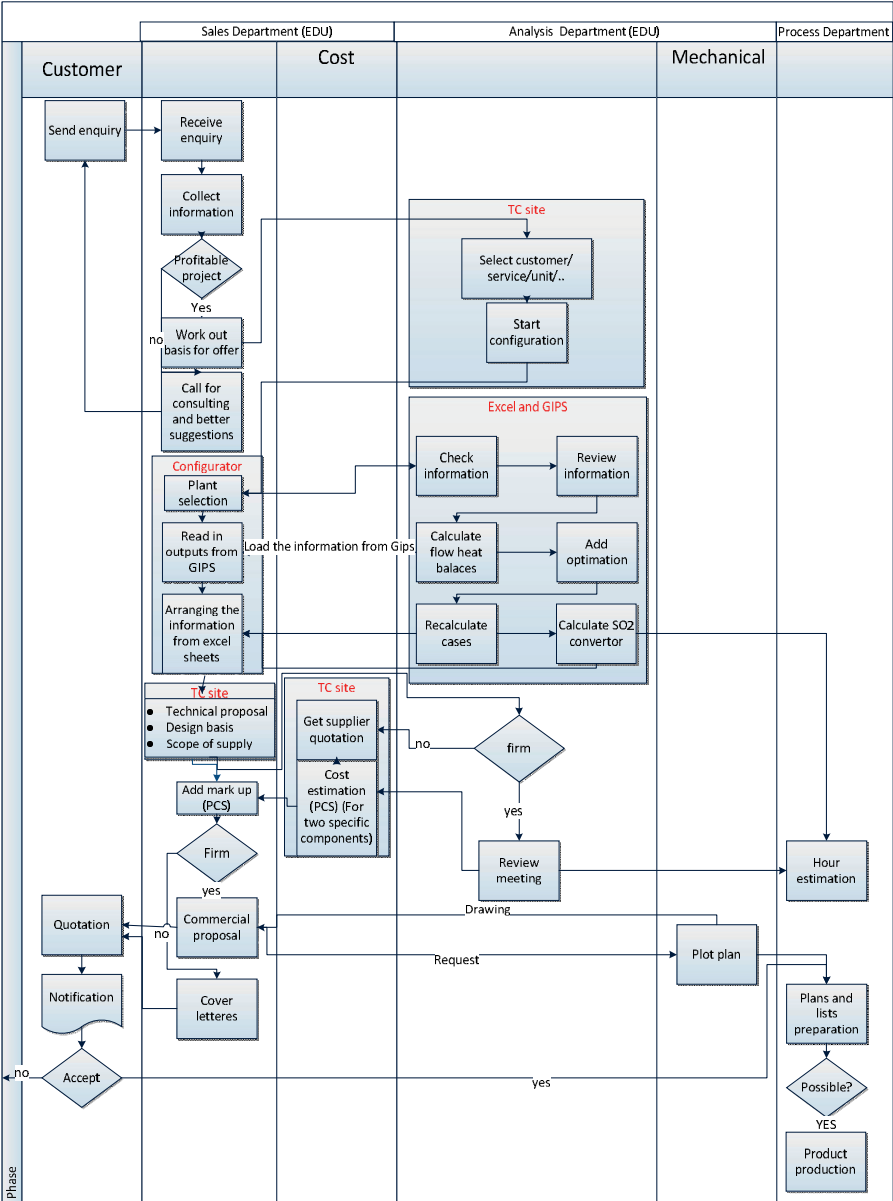 Sales Department (EDU)
Analysis Department (EDU)
Process Department
Customer
Cost
Mechanical
Send enquiry
Receive
enquiry
Collect
information
Profitable
project
Yes
no
Work out
basis for offer
Call for
consulting
and better
suggestions
TC site
Select customer/
service/unit/..
Start
configuration
Excel and GIPS
Check
information
Review
information
Calculate
flow heat
balaces
Add
optimation
Recalculate
cases
Calculate SO2
convertor
Configurator
Plant
selection
Read in
outputs from
GIPS
Load the information from Gips
Arranging the
information
from excel
sheets
TC site
● Technical proposal
● Design basis
● Scope of supply
TC site
Get supplier
quotation
Cost
estimation
(PCS) (For
two specific
components)
no
firm
yes
Add mark up
(PCS)
Firm
yes
no
Review
meeting
Hour
estimation
Quotation
Commercial
proposal
Drawing
Request
Plot plan
Notification
Cover
letteres
Plans and
lists
preparation
no
Accept
yes
Possible?
YES
Product
production
Phase